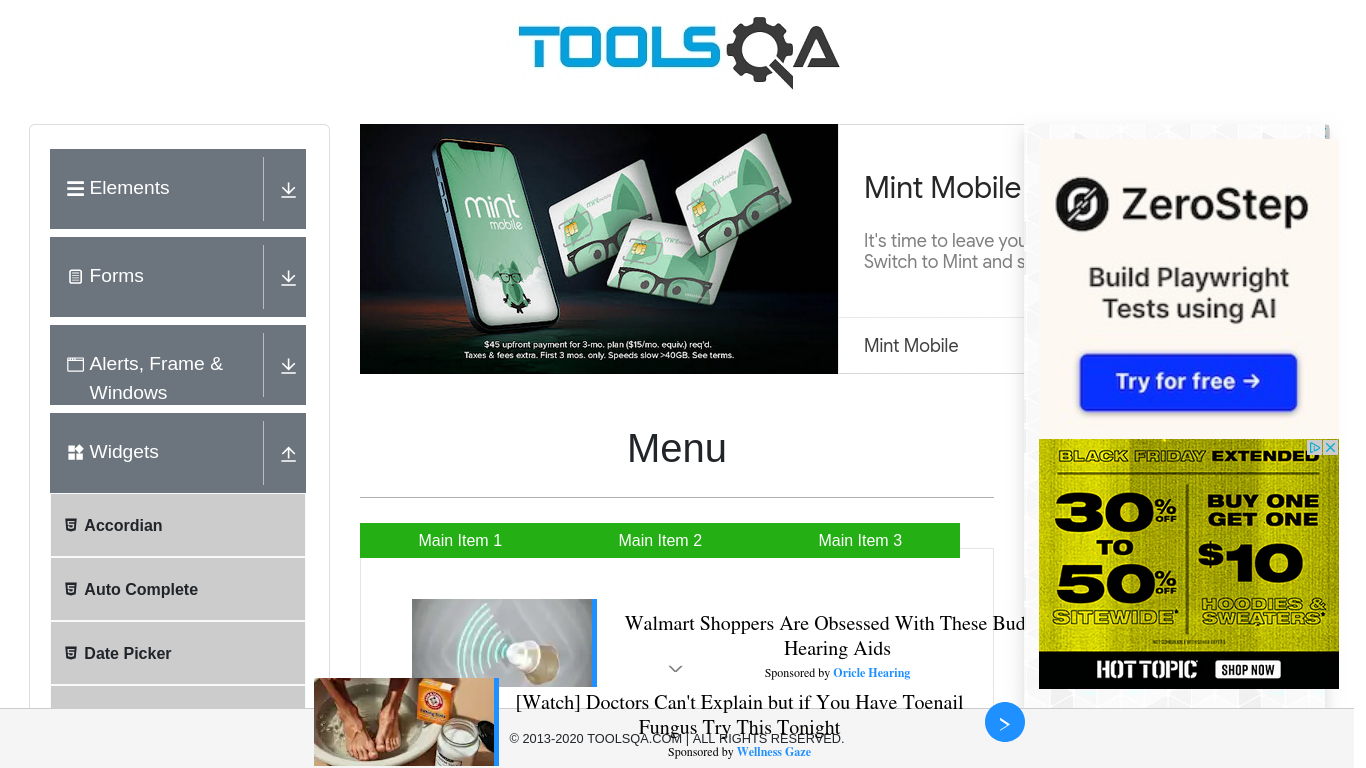 TOOLSQA
Elements
Forms
Alerts, Frame &
Windows
Widgets
Accordian
Auto Complete
Date Picker
mint
mobile
$45 upfront payment for 3-mo. plan ($15/mo. equiv.) req'd.
Taxes & fees extra. First 3 mos. only. Speeds slow >40GB. See terms.
Mint Mobile
It's time to leave you
Switch to Mint and s
Mint Mobile
ZeroStep
Build Playwright
Tests using AI
Try for free →
BLACK FRIDAY EXTENDED
30% OFF
TO
50% OFF
SITEWIDE*
BUY ONE
GET ONE
$10
HOODIES &
SWEATERS*
HOT TOPIC
SHOP NOW
Menu
Main Item 1
Main Item 2
Main Item 3
Walmart Shoppers Are Obsessed With These Bud
Hearing Aids
Sponsored by Oricle Hearing
[Watch] Doctors Can't Explain but if You Have Toenail
Fungus Try This Tonight
Sponsored by Wellness Gaze
© 2013-2020 TOOLSQA.COM | ALL RIGHTS RESERVED.